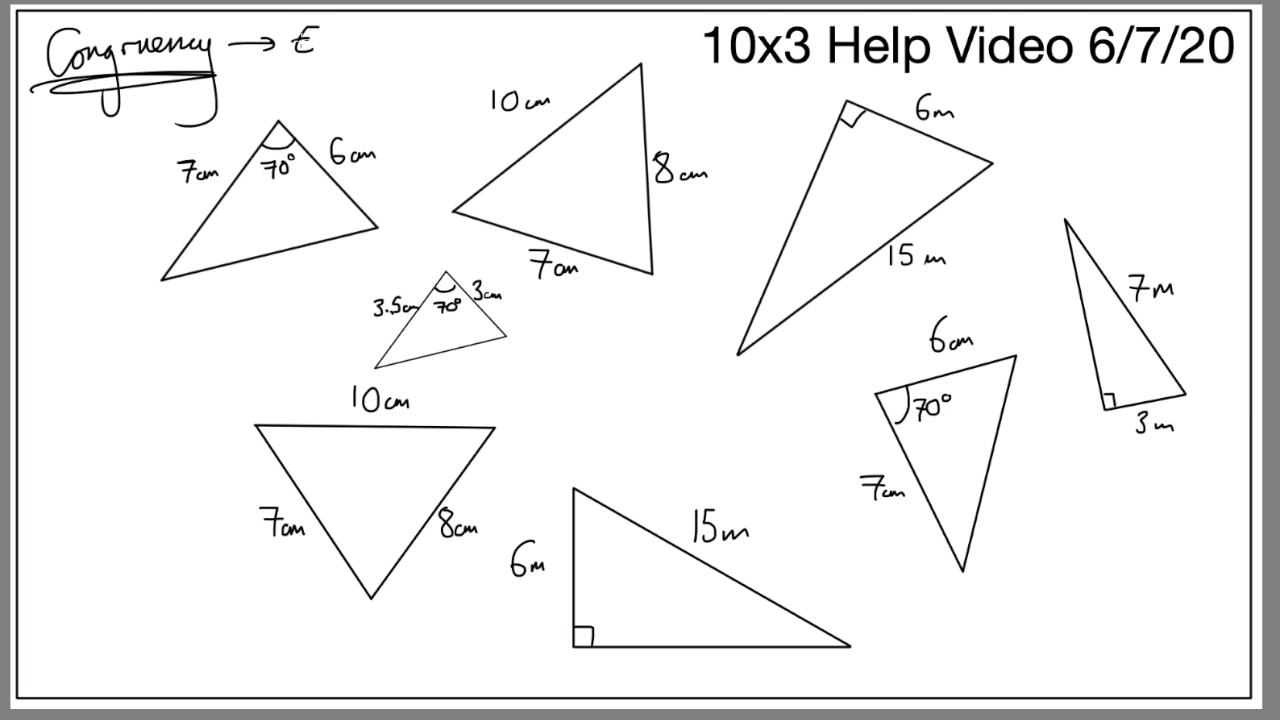 Congruency → E
10x3 Help Video 6/7/20
7cm
70°
6cm
10cm
8cm
7cm
6m
15m
3.5cm
70°
3cm
7m
3m
6cm
70°
7cm
10cm
7cm
8cm
6m
15m